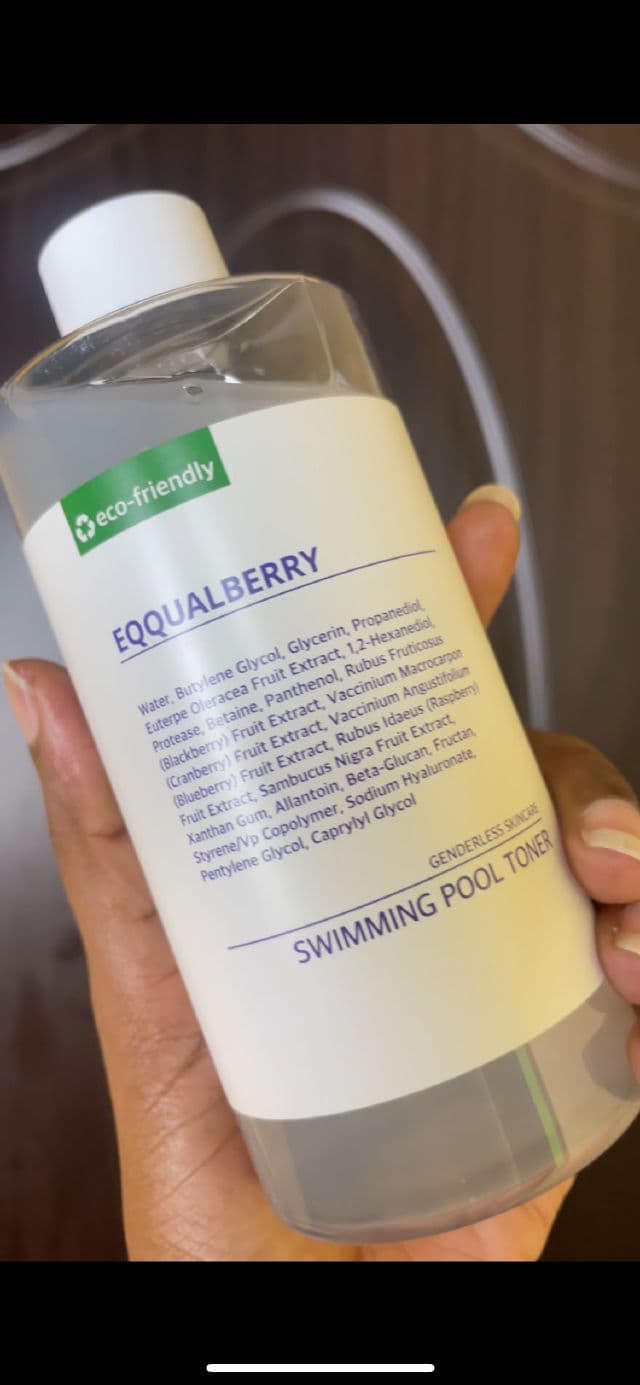 eco-friendly
EQQUALBERRY
Water, Butylene Glycol, Glycerin, Propanediol,
Euterpe Oleracea Fruit Extract, 1,2-Hexanediol,
Protease, Betaine, Panthenol, Rubus Fruticosus
(Blackberry) Fruit Extract, Vaccinium Macrocarpon
(Cranberry) Fruit Extract, Vaccinium Angustifolium
(Blueberry) Fruit Extract, Rubus Idaeus (Raspberry)
Fruit Extract, Sambucus Nigra Fruit Extract,
Xanthan Gum, Allantoin, Beta-Glucan, Fructan,
Styrene/Vp Copolymer, Sodium Hyaluronate,
Pentylene Glycol, Caprylyl Glycol
GENDERLESS SKINCARE
SWIMMING POOL TONER